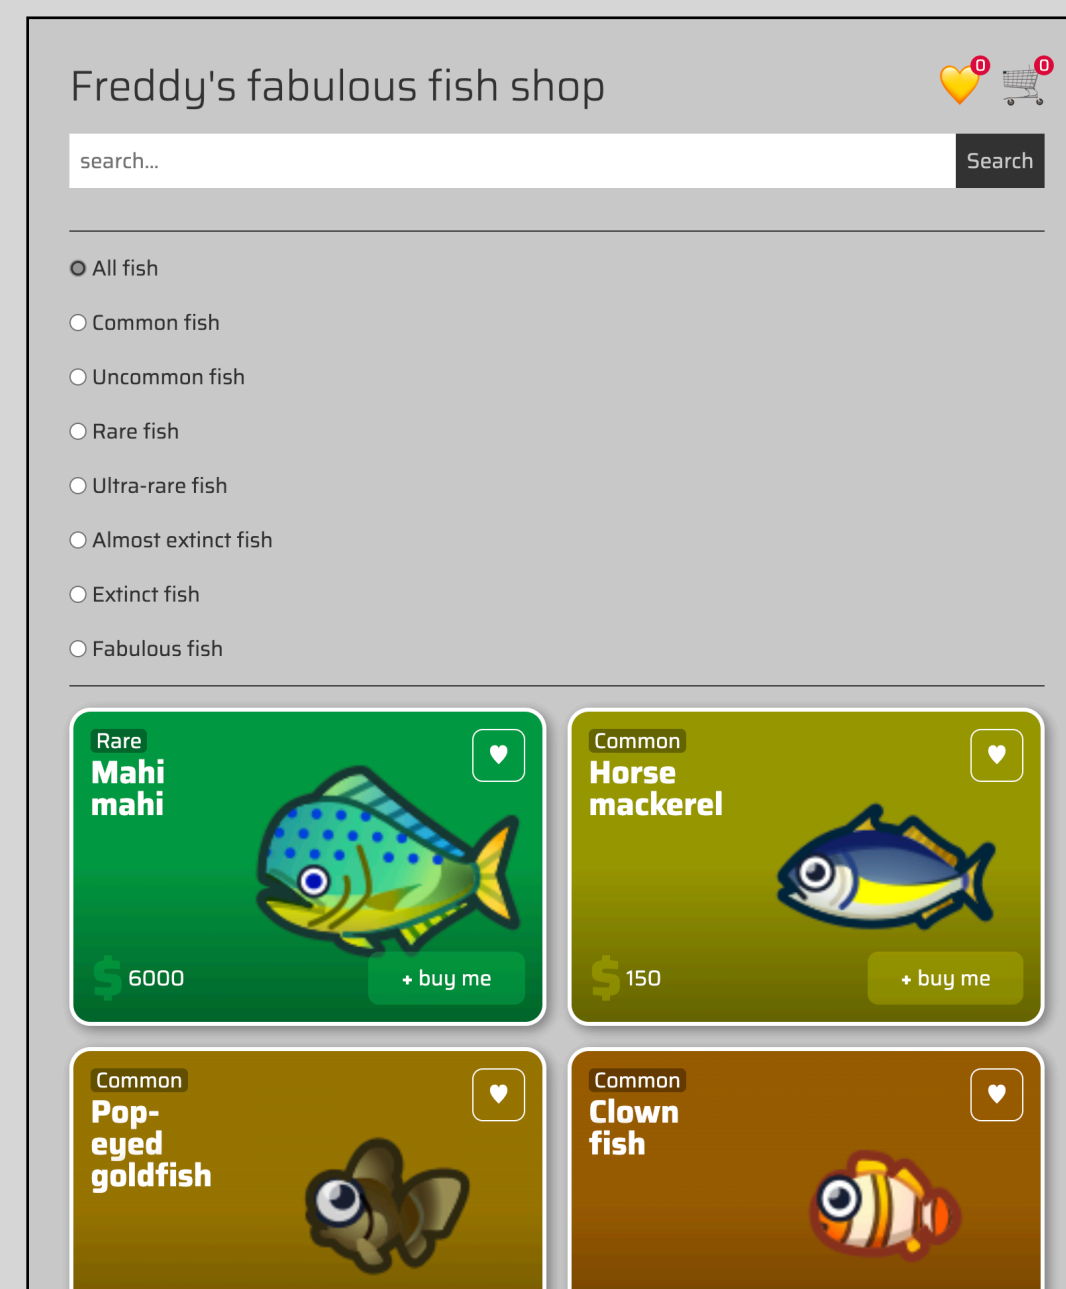 Freddy's fabulous fish shop
0
0
search...
Search
All fish
Common fish
Uncommon fish
Rare fish
Ultra-rare fish
Almost extinct fish
Extinct fish
Fabulous fish
Rare
Mahi
mahi
$ 6000
+ buy me
Common
Horse
mackerel
$ 150
+ buy me
Common
Pop-
eyed
goldfish
Common
Clown
fish